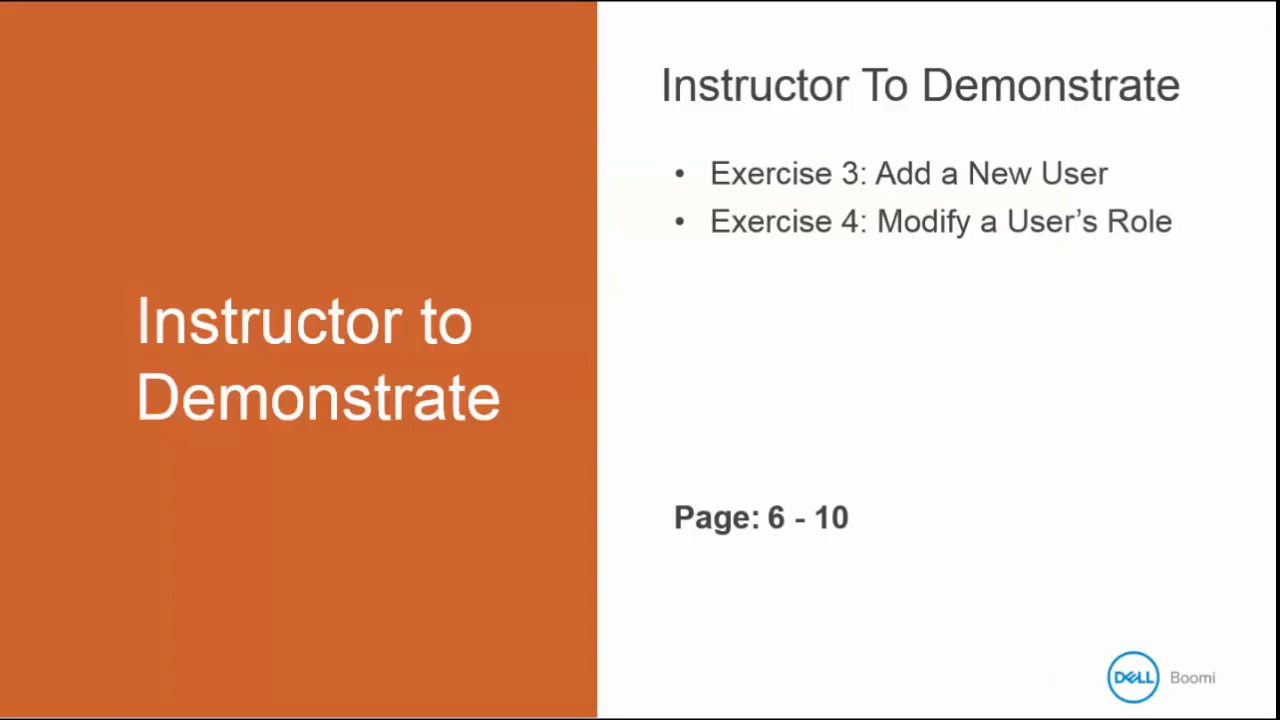 Instructor to
Demonstrate
Instructor To Demonstrate
• Exercise 3: Add a New User
• Exercise 4: Modify a User’s Role
Page: 6 - 10
DELL Boomi